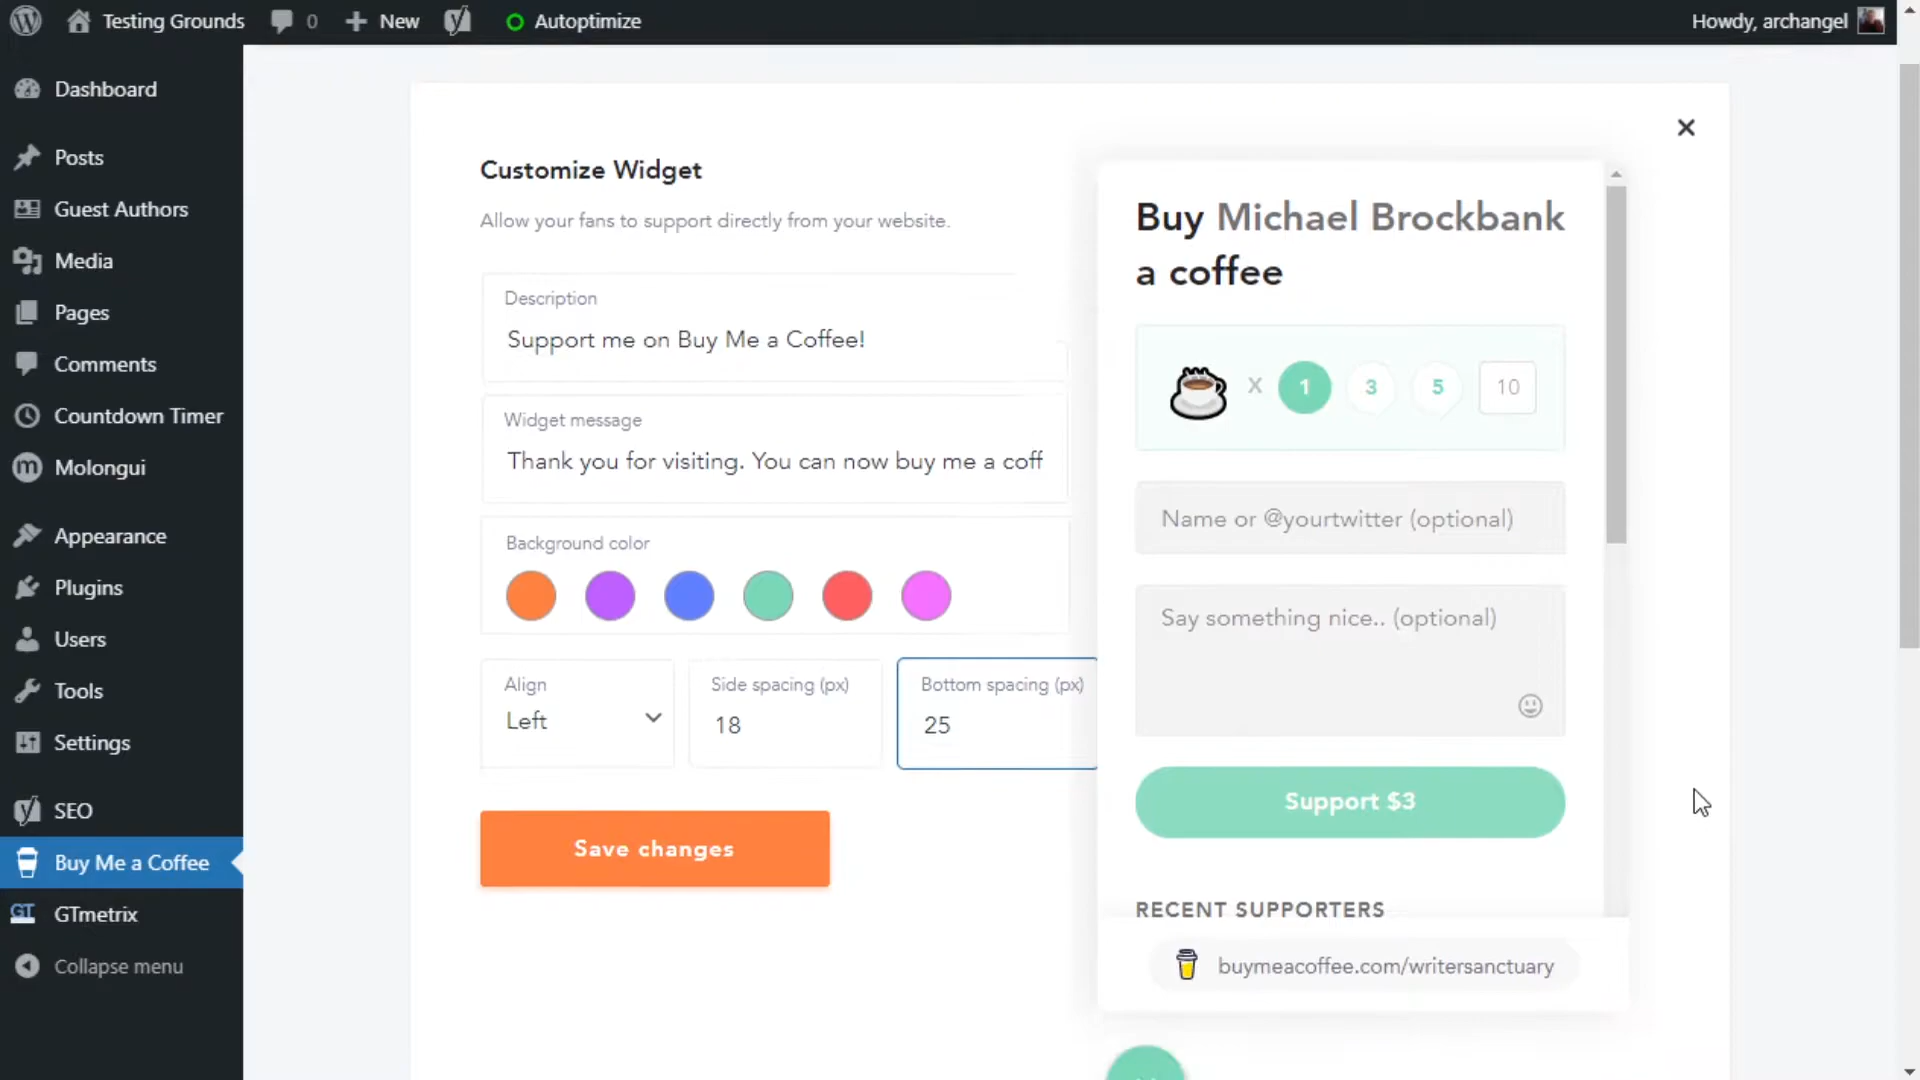 Testing Grounds
0
New
Autoptimize
Howdy, archangel
Dashboard
Posts
Guest Authors
Media
Pages
Comments
Countdown Timer
Molongui
Appearance
Plugins
Users
Tools
Settings
SEO
Buy Me a Coffee
GT
GTmetrix
Collapse menu
Customize Widget
Allow your fans to support directly from your website.
Description
Support me on Buy Me a Coffee!
Widget message
Thank you for visiting. You can now buy me a coff
Background color
Align
Left
Side spacing (px)
18
Bottom spacing (px)
25
Save changes
Buy Michael Brockbank
a coffee
X 1 3 5 10
Name or @yourtwitter (optional)
Say something nice.. (optional)
Support $3
RECENT SUPPORTERS
buymeacoffee.com/writersanctuary